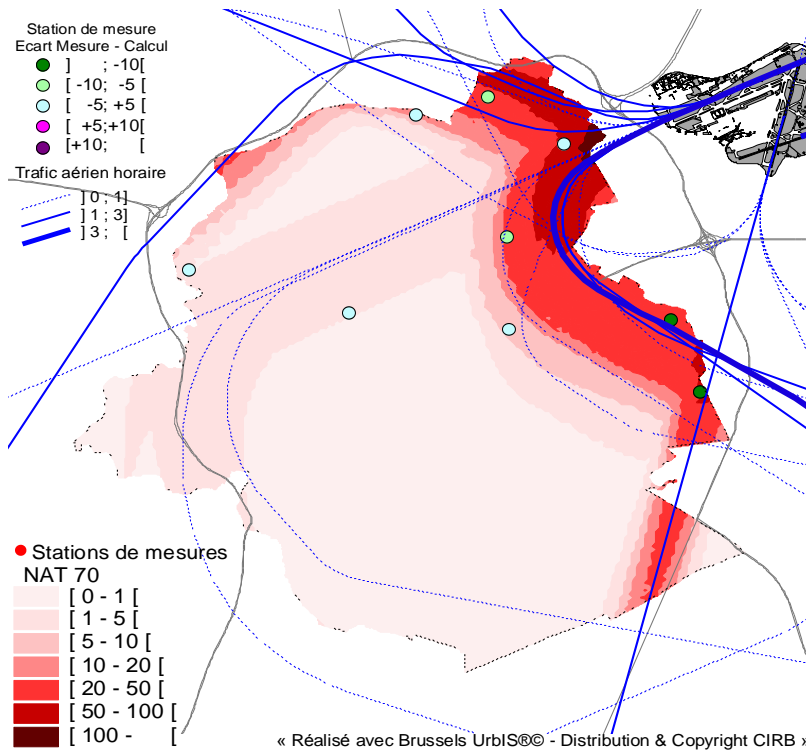 Station de mesure
Ecart Mesure - Calcul
] ; -10[
[ -10; -5 [
[ -5; +5 [
[ +5;+10[
[+10; [
Trafic aérien horaire
] 0 ; 1]
] 1 ; 3]
] 3 ; [
Stations de mesures
NAT 70
[ 0 - 1 [
[ 1 - 5 [
[ 5 - 10 [
[ 10 - 20 [
[ 20 - 50 [
[ 50 - 100 [
[ 100 - [
« Réalisé avec Brussels UrbIS®© - Distribution & Copyright CIRB »